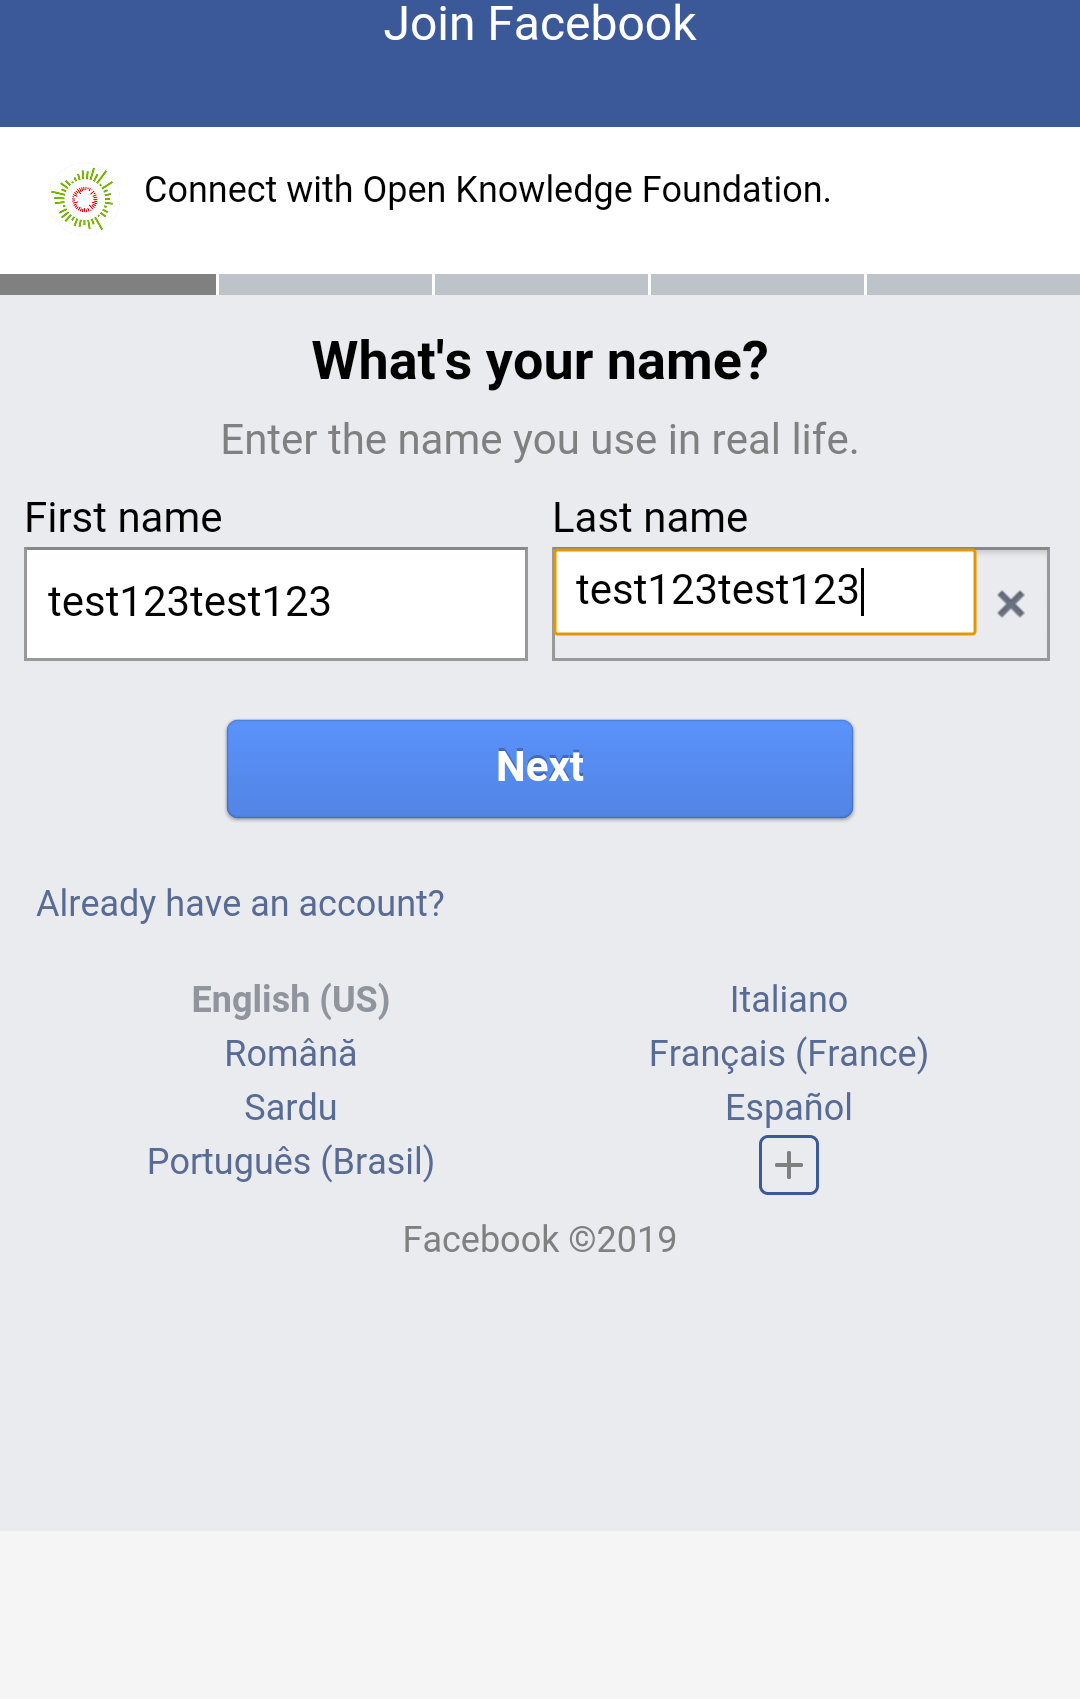 Join Facebook
Connect with Open Knowledge Foundation.
What's your name?
Enter the name you use in real life.
First name Last name
test123test123 test123test123
Next
Already have an account?
English (US) Italiano
Română Français (France)
Sardu Español
Português (Brasil)
Facebook ©2019